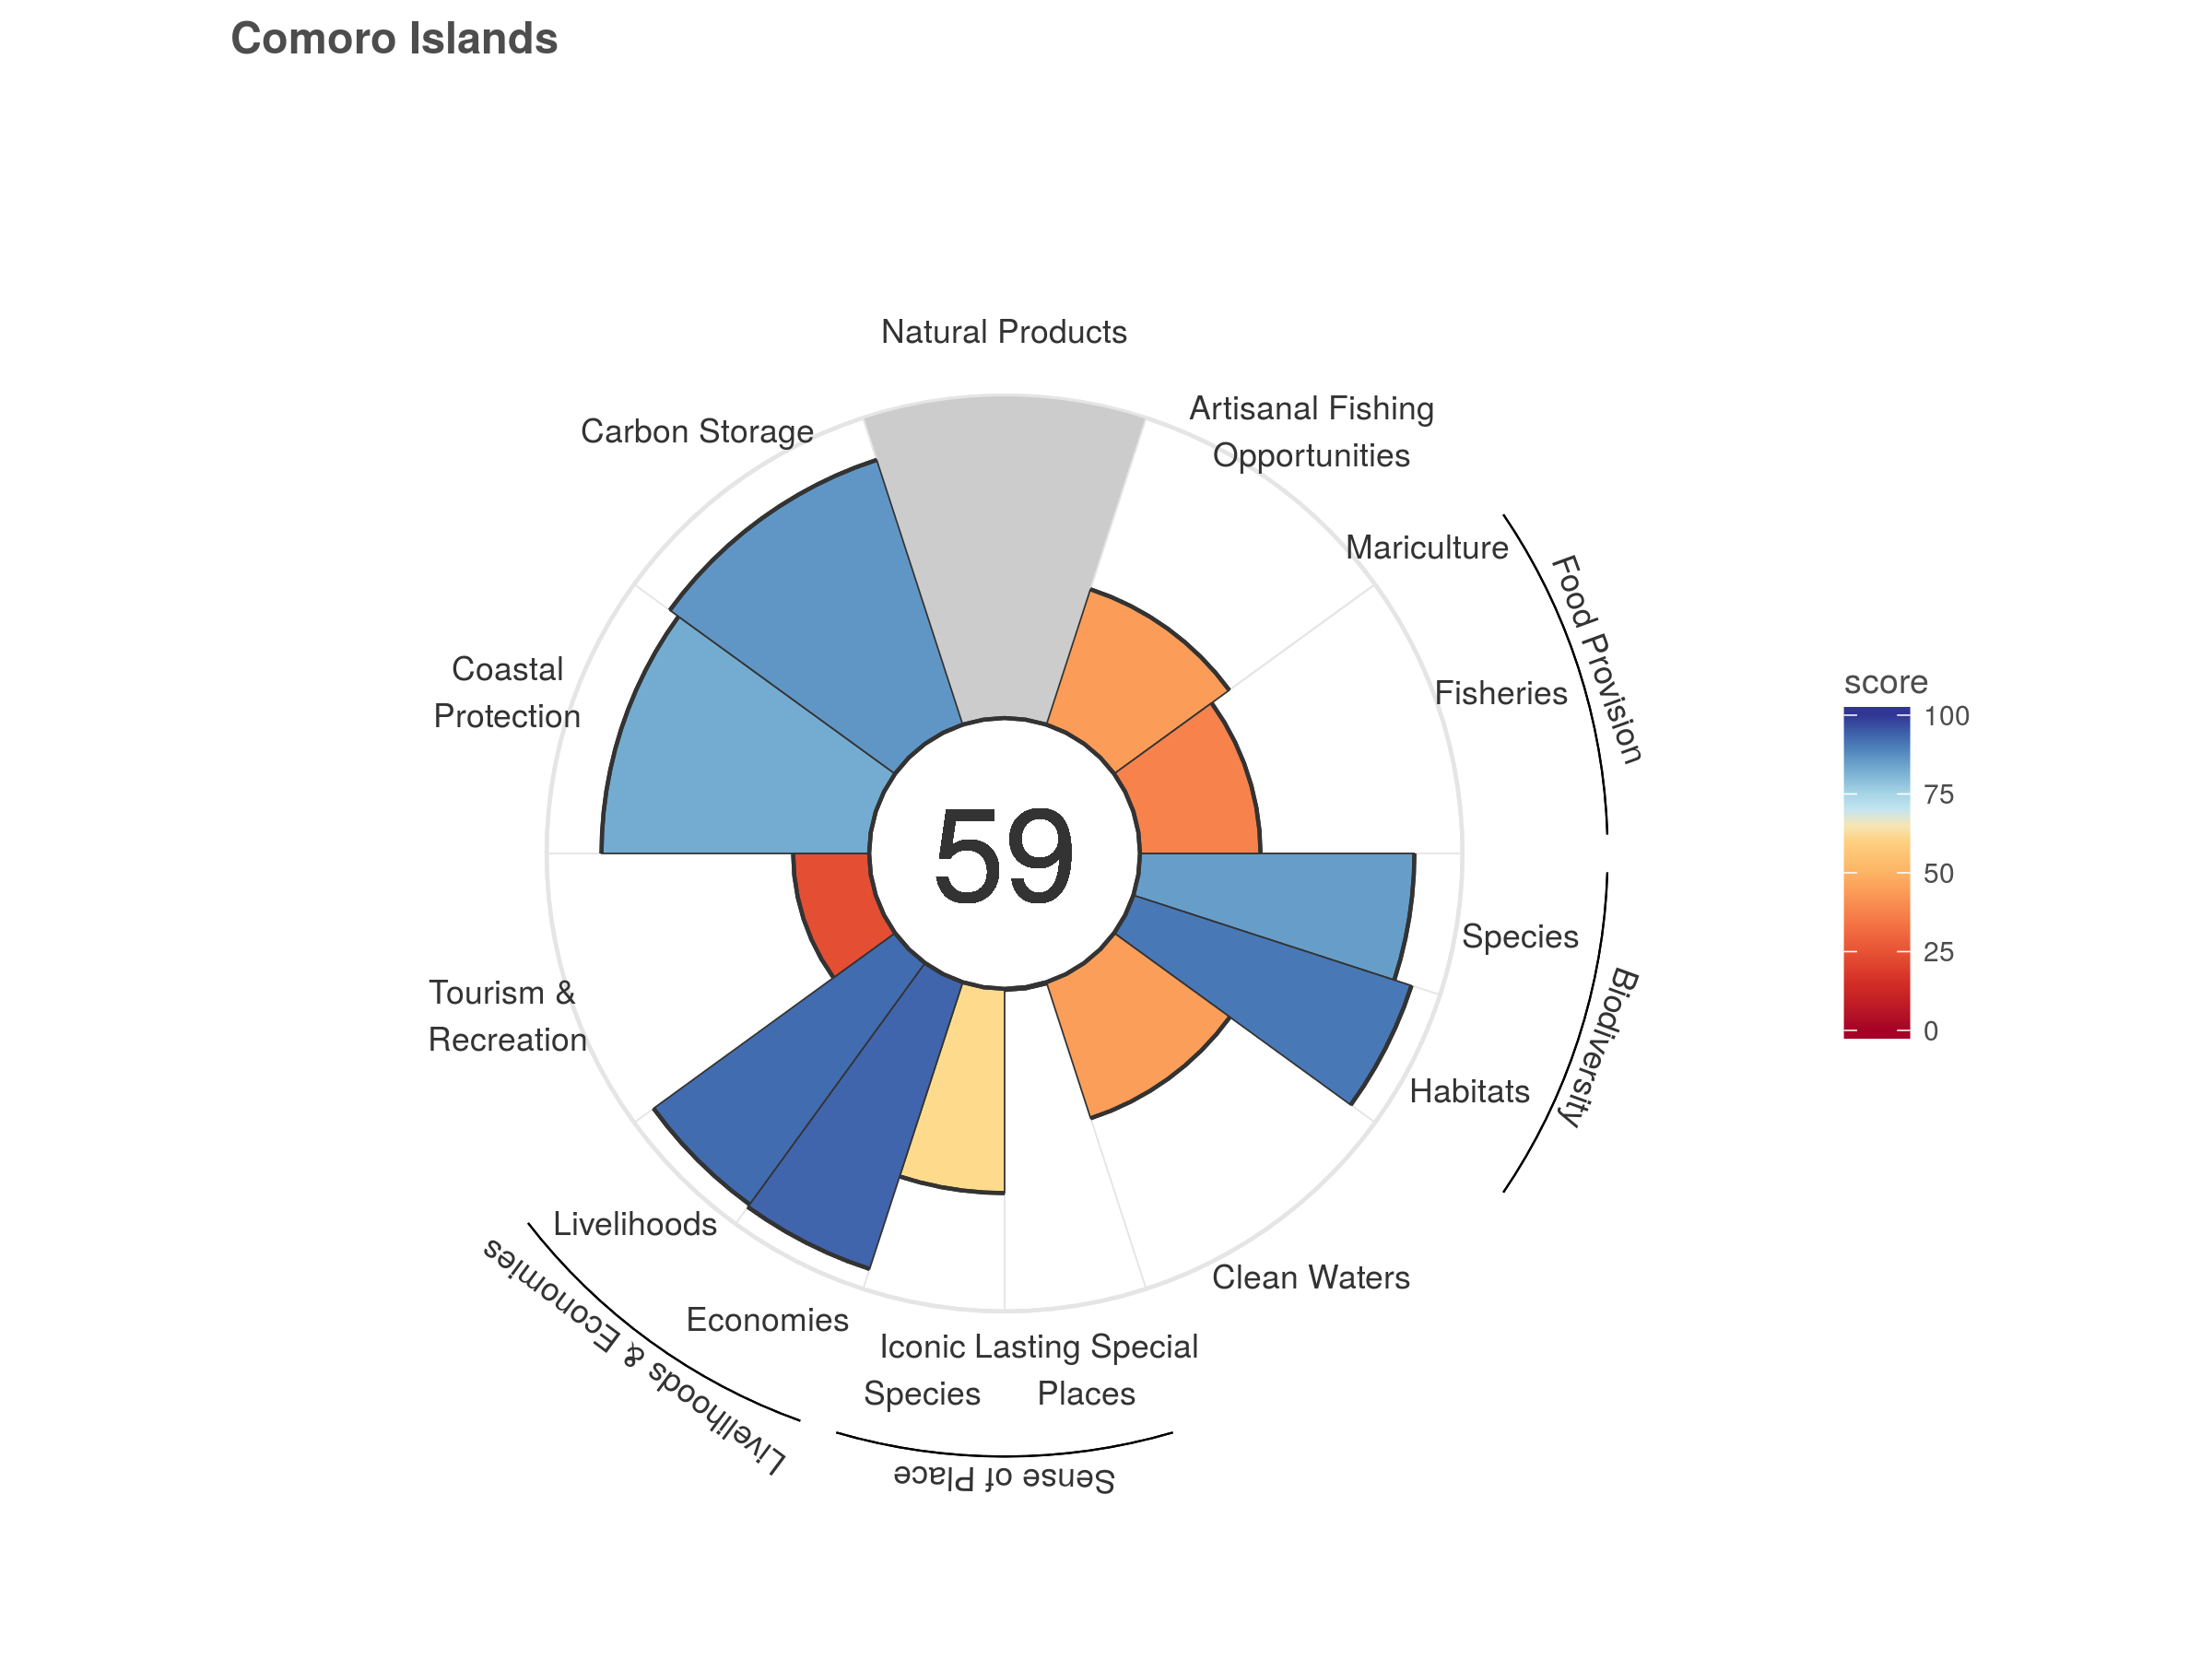 Comoro Islands
Natural Products
Artisanal Fishing
Opportunities
Carbon Storage
Mariculture
Food Provision
Fisheries
Coastal
Protection
score
100
75
50
25
0
59
Species
Biodiversity
Habitats
Tourism &
Recreation
Livelihoods
Livelihoods & Economies
Economies
Clean Waters
Iconic
Species
Lasting Special
Places
Sense of Place